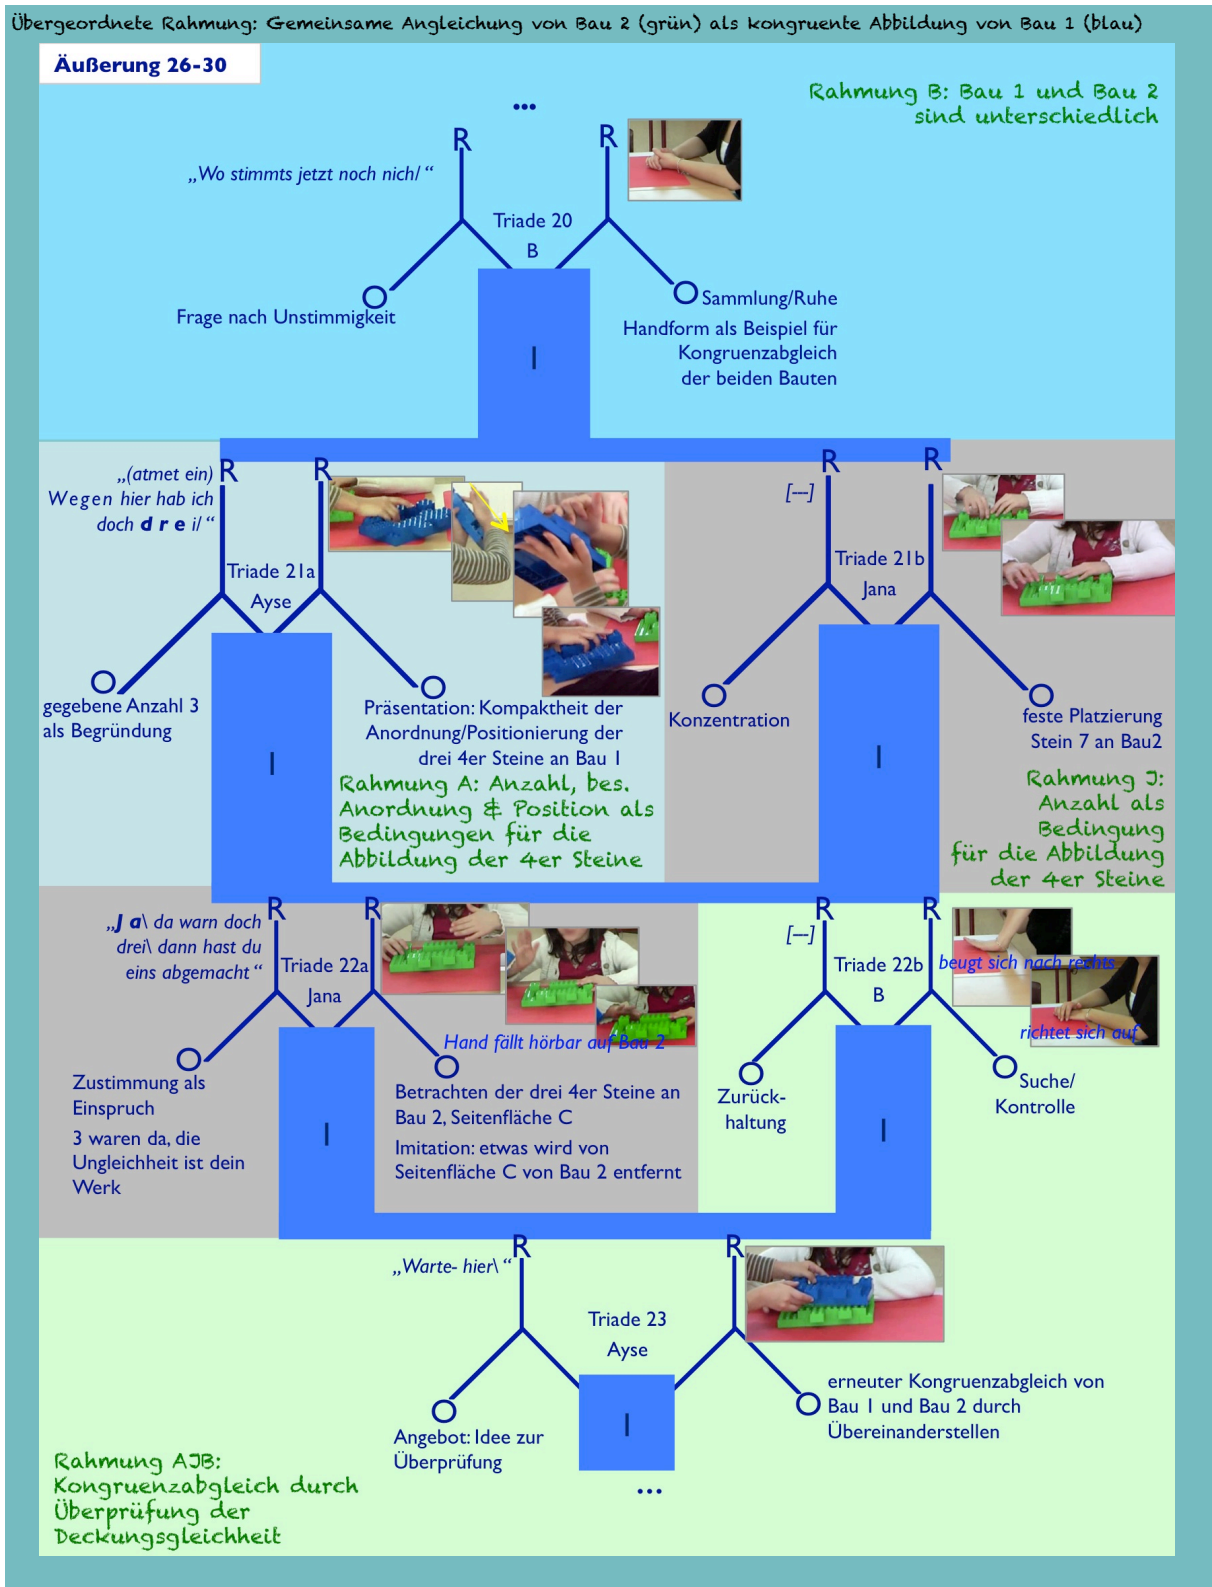 Übergeordnete Rahmung: Gemeinsame Angleichung von Bau 2 (grün) als kongruente Abbildung von Bau 1 (blau)
Äußerung 26-30
Rahmung B: Bau 1 und Bau 2
sind unterschiedlich
...
R
R
„Wo stimmts jetzt noch nich/ “
Triade 20
B
O
Frage nach Unstimmigkeit
O
Sammlung/Ruhe
Handform als Beispiel für
Kongruenzabgleich
der beiden Bauten
I
„(atmet ein)
Wegen hier hab ich
doch d r e i/ “
R
R
Triade 21a
Ayse
O
gegebene Anzahl 3
als Begründung
O
Präsentation: Kompaktheit der
Anordnung/Positionierung der
drei 4er Steine an Bau 1
I
Rahmung A: Anzahl, bes.
Anordnung & Position als
Bedingungen für die
Abbildung der 4er Steine
R
R
[---]
Triade 21b
Jana
O
Konzentration
O
feste Platzierung
Stein 7 an Bau2
I
Rahmung J:
Anzahl als
Bedingung
für die Abbildung
der 4er Steine
R
R
„J a\ da warn doch
drei\ dann hast du
eins abgemacht “
Triade 22a
Jana
Hand fällt hörbar auf Bau 2
O
Zustimmung als
Einspruch
3 waren da, die
Ungleichheit ist dein
Werk
O
Betrachten der drei 4er Steine an
Bau 2, Seitenfläche C
Imitation: etwas wird von
Seitenfläche C von Bau 2 entfernt
I
R
R
[---]
Triade 22b
B
beugt sich nach rechts
richtet sich auf
O
Zurück-
haltung
O
Suche/
Kontrolle
I
R
R
„Warte- hier\ “
Triade 23
Ayse
O
Angebot: Idee zur
Überprüfung
O
erneuter Kongruenzabgleich von
Bau 1 und Bau 2 durch
Übereinanderstellen
I
...
Rahmung AJB:
Kongruenzabgleich durch
Überprüfung der
Deckungsgleichheit